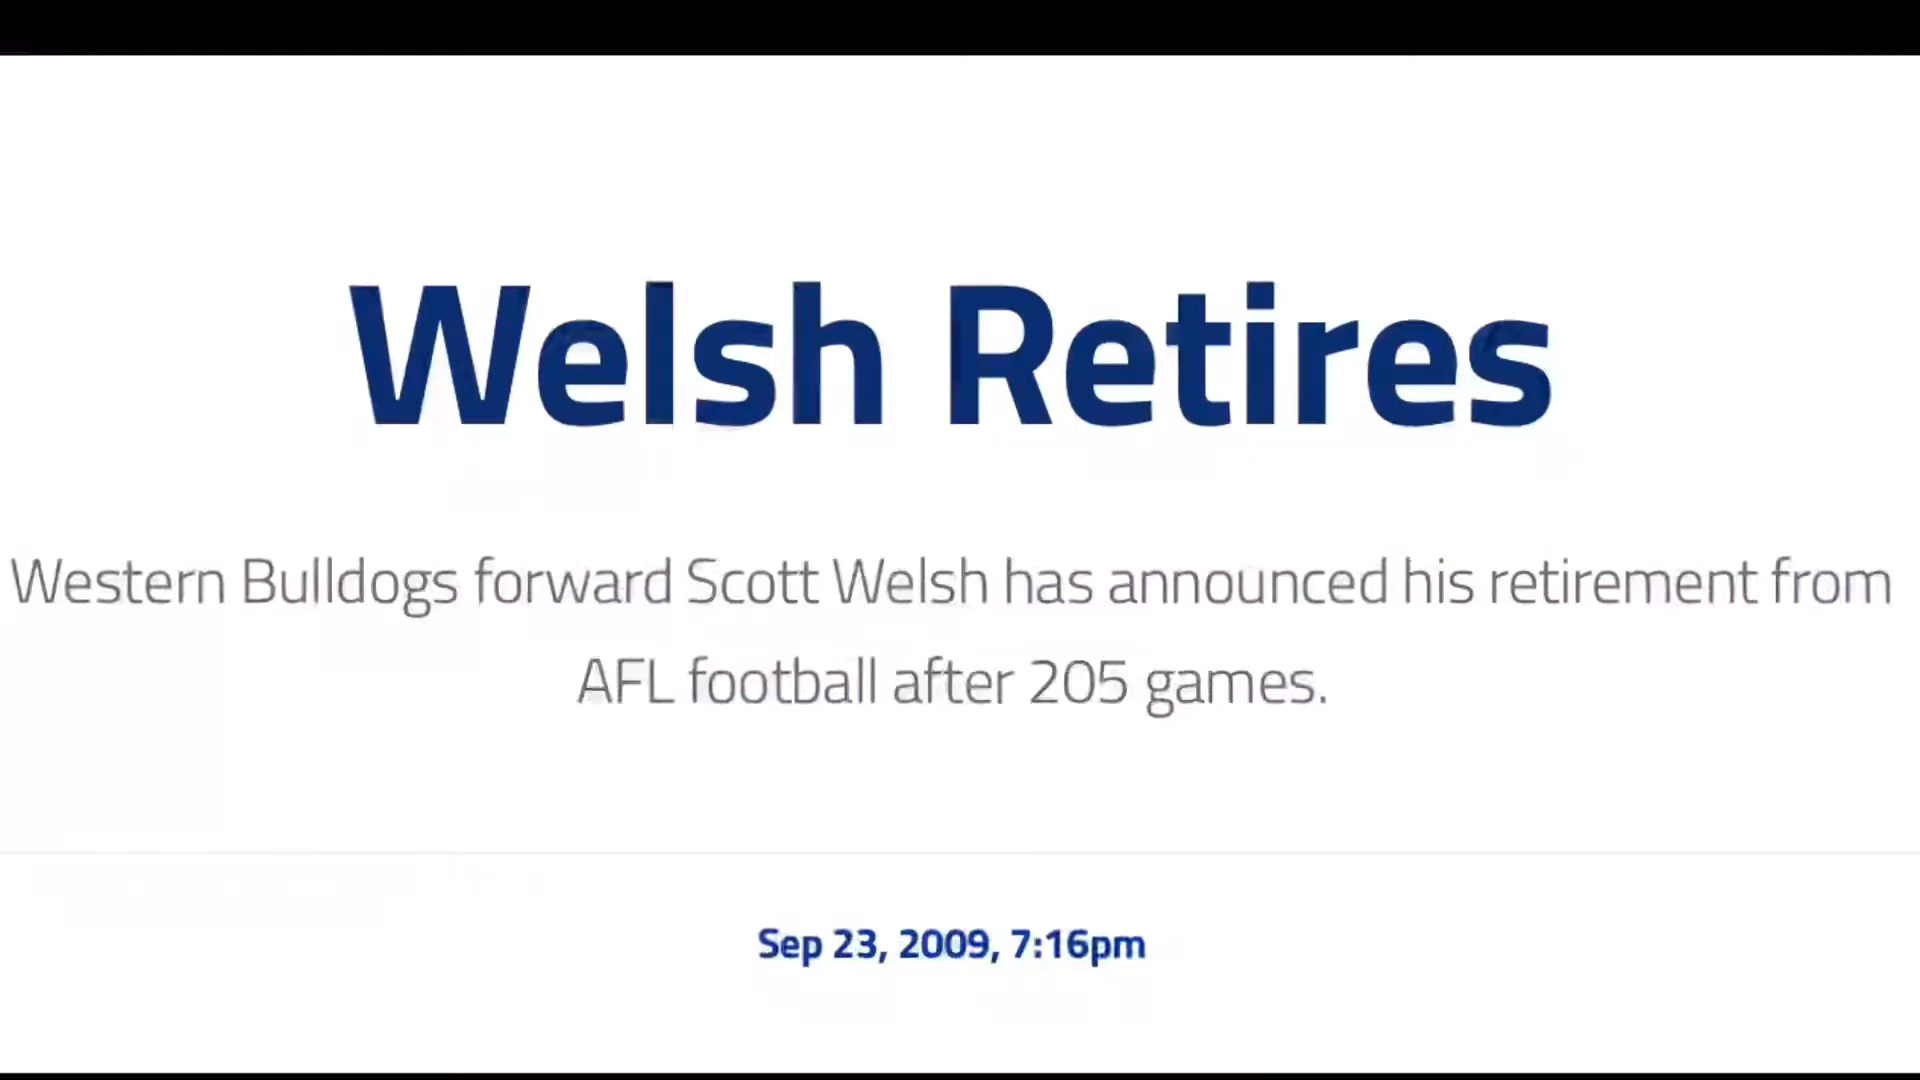 Welsh Retires
Western Bulldogs forward Scott Welsh has announced his retirement from
AFL football after 205 games.
Sep 23, 2009, 7:16pm